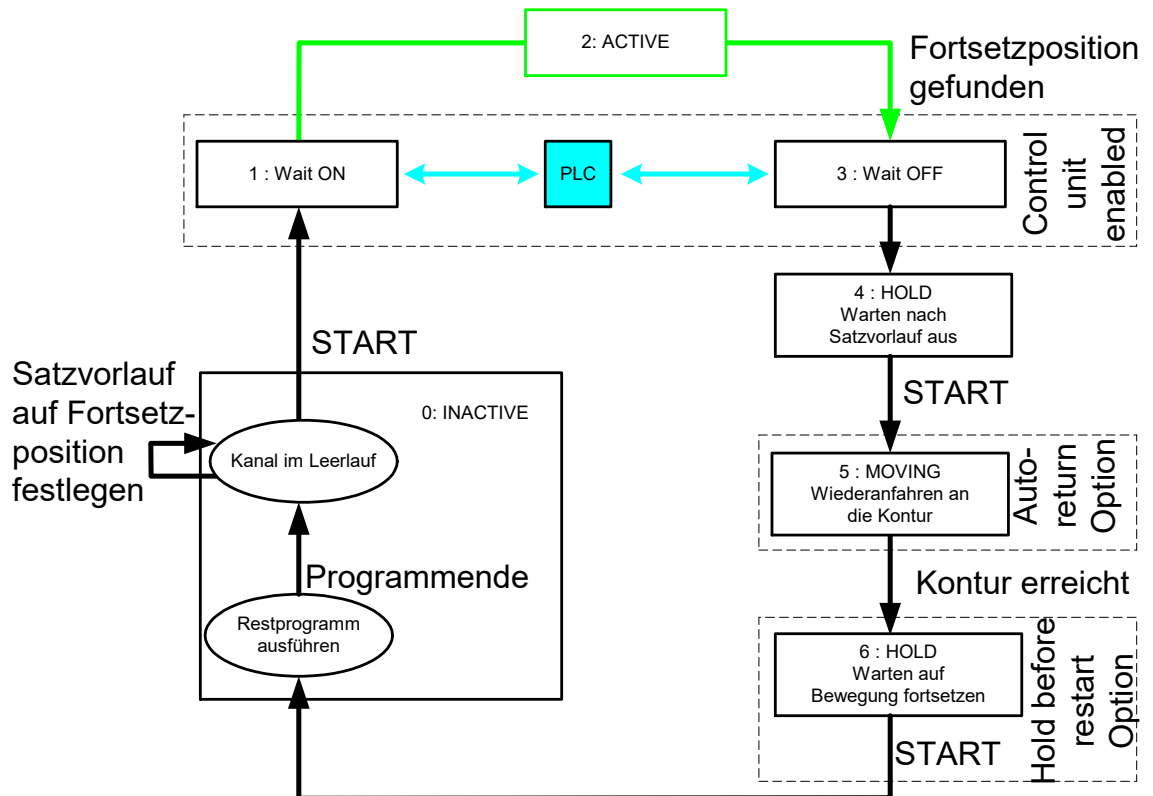 2: ACTIVE
Fortsetzposition
gefunden
1 : Wait ON
PLC
3 : Wait OFF
Control
unit
enabled
4 : HOLD
Warten nach
Satzvorlauf aus
START
START
Satzvorlauf
auf Fortsetz-
position
festlegen
0: INACTIVE
Kanal im Leerlauf
5 : MOVING
Wiederanfahren an
die Kontur
Auto-
return
Option
Programmende
Kontur erreicht
Restprogramm
ausführen
6 : HOLD
Warten auf
Bewegung fortsetzen
Hold before
restart
Option
START